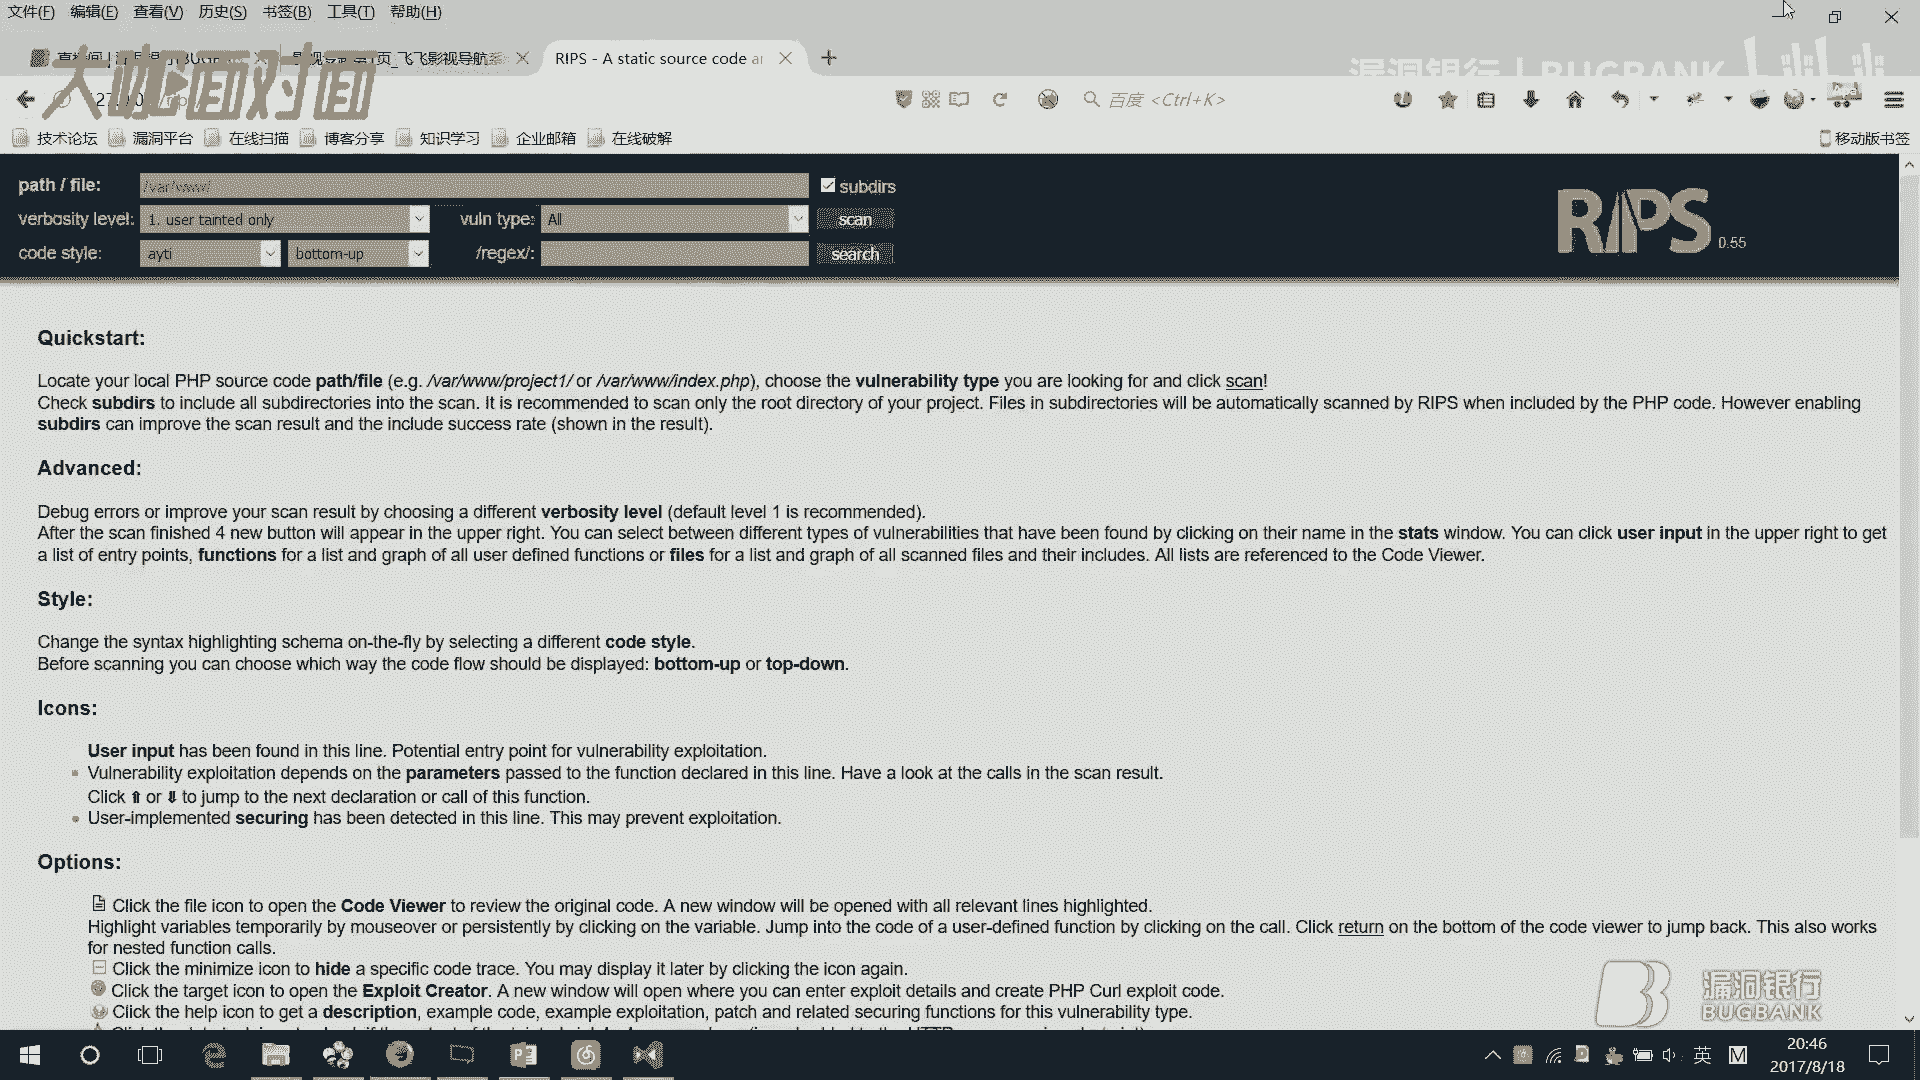 文件(F) 编辑(E) 查看(V) 历史(S) 书签(B) 工具(T) 帮助(H)
大咖面对面
页_飞飞影视导航系
RIPS - A static source code ar
漏洞银行 | BUGBANK
百度 <Ctrl+K>
技术论坛 漏洞平台 在线扫描 博客分享 知识学习 企业邮箱 在线破解 移动版书签
path / file: /var/www/ subdirs
verbosity level: 1. user tainted only vuln type: All scan
code style: ayti bottom-up /regex/: search
RIPS 0.55
Quickstart:
Locate your local PHP source code path/file (e.g. /var/www/project1/ or /var/www/index.php), choose the vulnerability type you are looking for and click scan!
Check subdirs to include all subdirectories into the scan. It is recommended to scan only the root directory of your project. Files in subdirectories will be automatically scanned by RIPS when included by the PHP code. However enabling
subdirs can improve the scan result and the include success rate (shown in the result).
Advanced:
Debug errors or improve your scan result by choosing a different verbosity level (default level 1 is recommended).
After the scan finished 4 new button will appear in the upper right. You can select between different types of vulnerabilities that have been found by clicking on their name in the stats window. You can click user input in the upper right to get
a list of entry points, functions for a list and graph of all user defined functions or files for a list and graph of all scanned files and their includes. All lists are referenced to the Code Viewer.
Style:
Change the syntax highlighting schema on-the-fly by selecting a different code style.
Before scanning you can choose which way the code flow should be displayed: bottom-up or top-down.
Icons:
User input has been found in this line. Potential entry point for vulnerability exploitation.
Vulnerability exploitation depends on the parameters passed to the function declared in this line. Have a look at the calls in the scan result.
Click ⇑ or ⇓ to jump to the next declaration or call of this function.
User-implemented securing has been detected in this line. This may prevent exploitation.
Options:
Click the file icon to open the Code Viewer to review the original code. A new window will be opened with all relevant lines highlighted.
Highlight variables temporarily by mouseover or persistently by clicking on the variable. Jump into the code of a user-defined function by clicking on the call. Click return on the bottom of the code viewer to jump back. This also works
for nested function calls.
Click the minimize icon to hide a specific code trace. You may display it later by clicking the icon again.
Click the target icon to open the Exploit Creator. A new window will open where you can enter exploit details and create PHP Curl exploit code.
Click the help icon to get a description, example code, example exploitation, patch and related securing functions for this vulnerability type.
漏洞银行
BUGBANK
英 M
20:46
2017/8/18